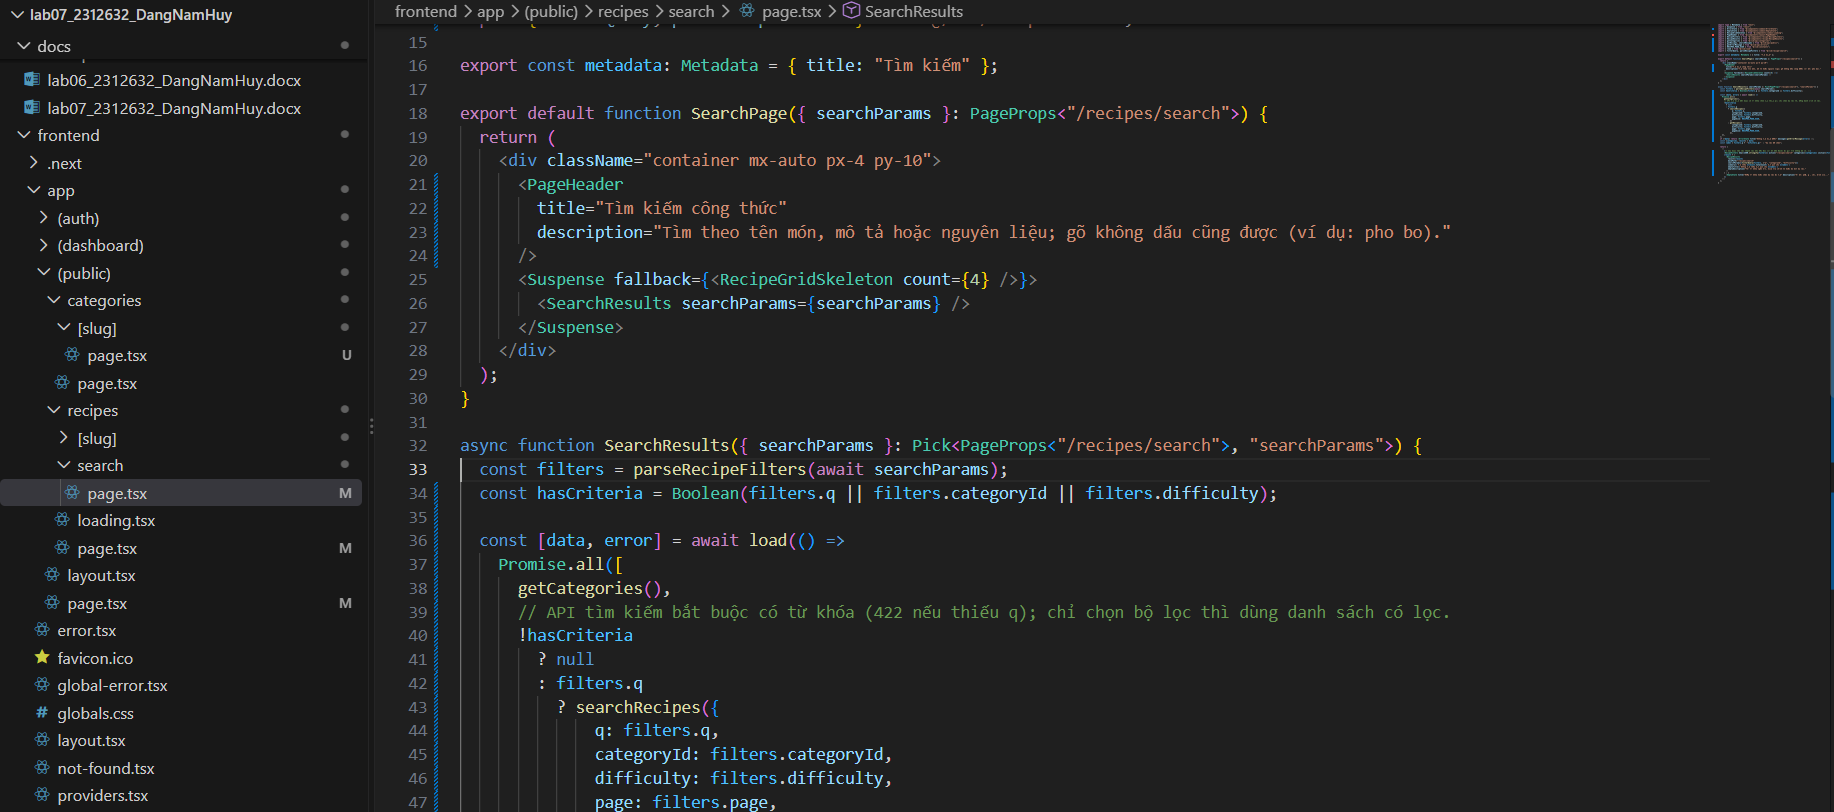 lab07_2312632_DangNamHuy
docs
lab06_2312632_DangNamHuy.docx
lab07_2312632_DangNamHuy.docx
frontend
.next
app
(auth)
(dashboard)
(public)
categories
[slug]
page.tsx U
page.tsx
recipes
[slug]
search
page.tsx M
loading.tsx
page.tsx M
layout.tsx
page.tsx M
error.tsx
favicon.ico
global-error.tsx
globals.css
layout.tsx
not-found.tsx
providers.tsx
frontend > app > (public) > recipes > search > page.tsx > SearchResults
15
16 export const metadata: Metadata = { title: "Tìm kiếm" };
17
18 export default function SearchPage({ searchParams }: PageProps<"/recipes/search">) {
19 return (
20 <div className="container mx-auto px-4 py-10">
21 <PageHeader
22 title="Tìm kiếm công thức"
23 description="Tìm theo tên món, mô tả hoặc nguyên liệu; gõ không dấu cũng được (ví dụ: pho bo)."
24 />
25 <Suspense fallback={<RecipeGridSkeleton count={4} />}>
26 <SearchResults searchParams={searchParams} />
27 </Suspense>
28 </div>
29 );
30 }
31
32 async function SearchResults({ searchParams }: Pick<PageProps<"/recipes/search">, "searchParams">) {
33 const filters = parseRecipeFilters(await searchParams);
34 const hasCriteria = Boolean(filters.q || filters.categoryId || filters.difficulty);
35
36 const [data, error] = await load(() =>
37 Promise.all([
38 getCategories(),
39 // API tìm kiếm bắt buộc có từ khóa (422 nếu thiếu q); chỉ chọn bộ lọc thì dùng danh sách có lọc.
40 !hasCriteria
41 ? null
42 : filters.q
43 ? searchRecipes({
44 q: filters.q,
45 categoryId: filters.categoryId,
46 difficulty: filters.difficulty,
47 page: filters.page,